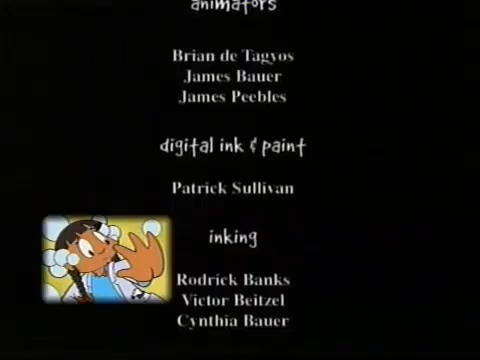 animators
Brian de Tagyos
James Bauer
James Peebles
digital ink & paint
Patrick Sullivan
inking
Rodrick Banks
Victor Beitzel
Cynthia Bauer